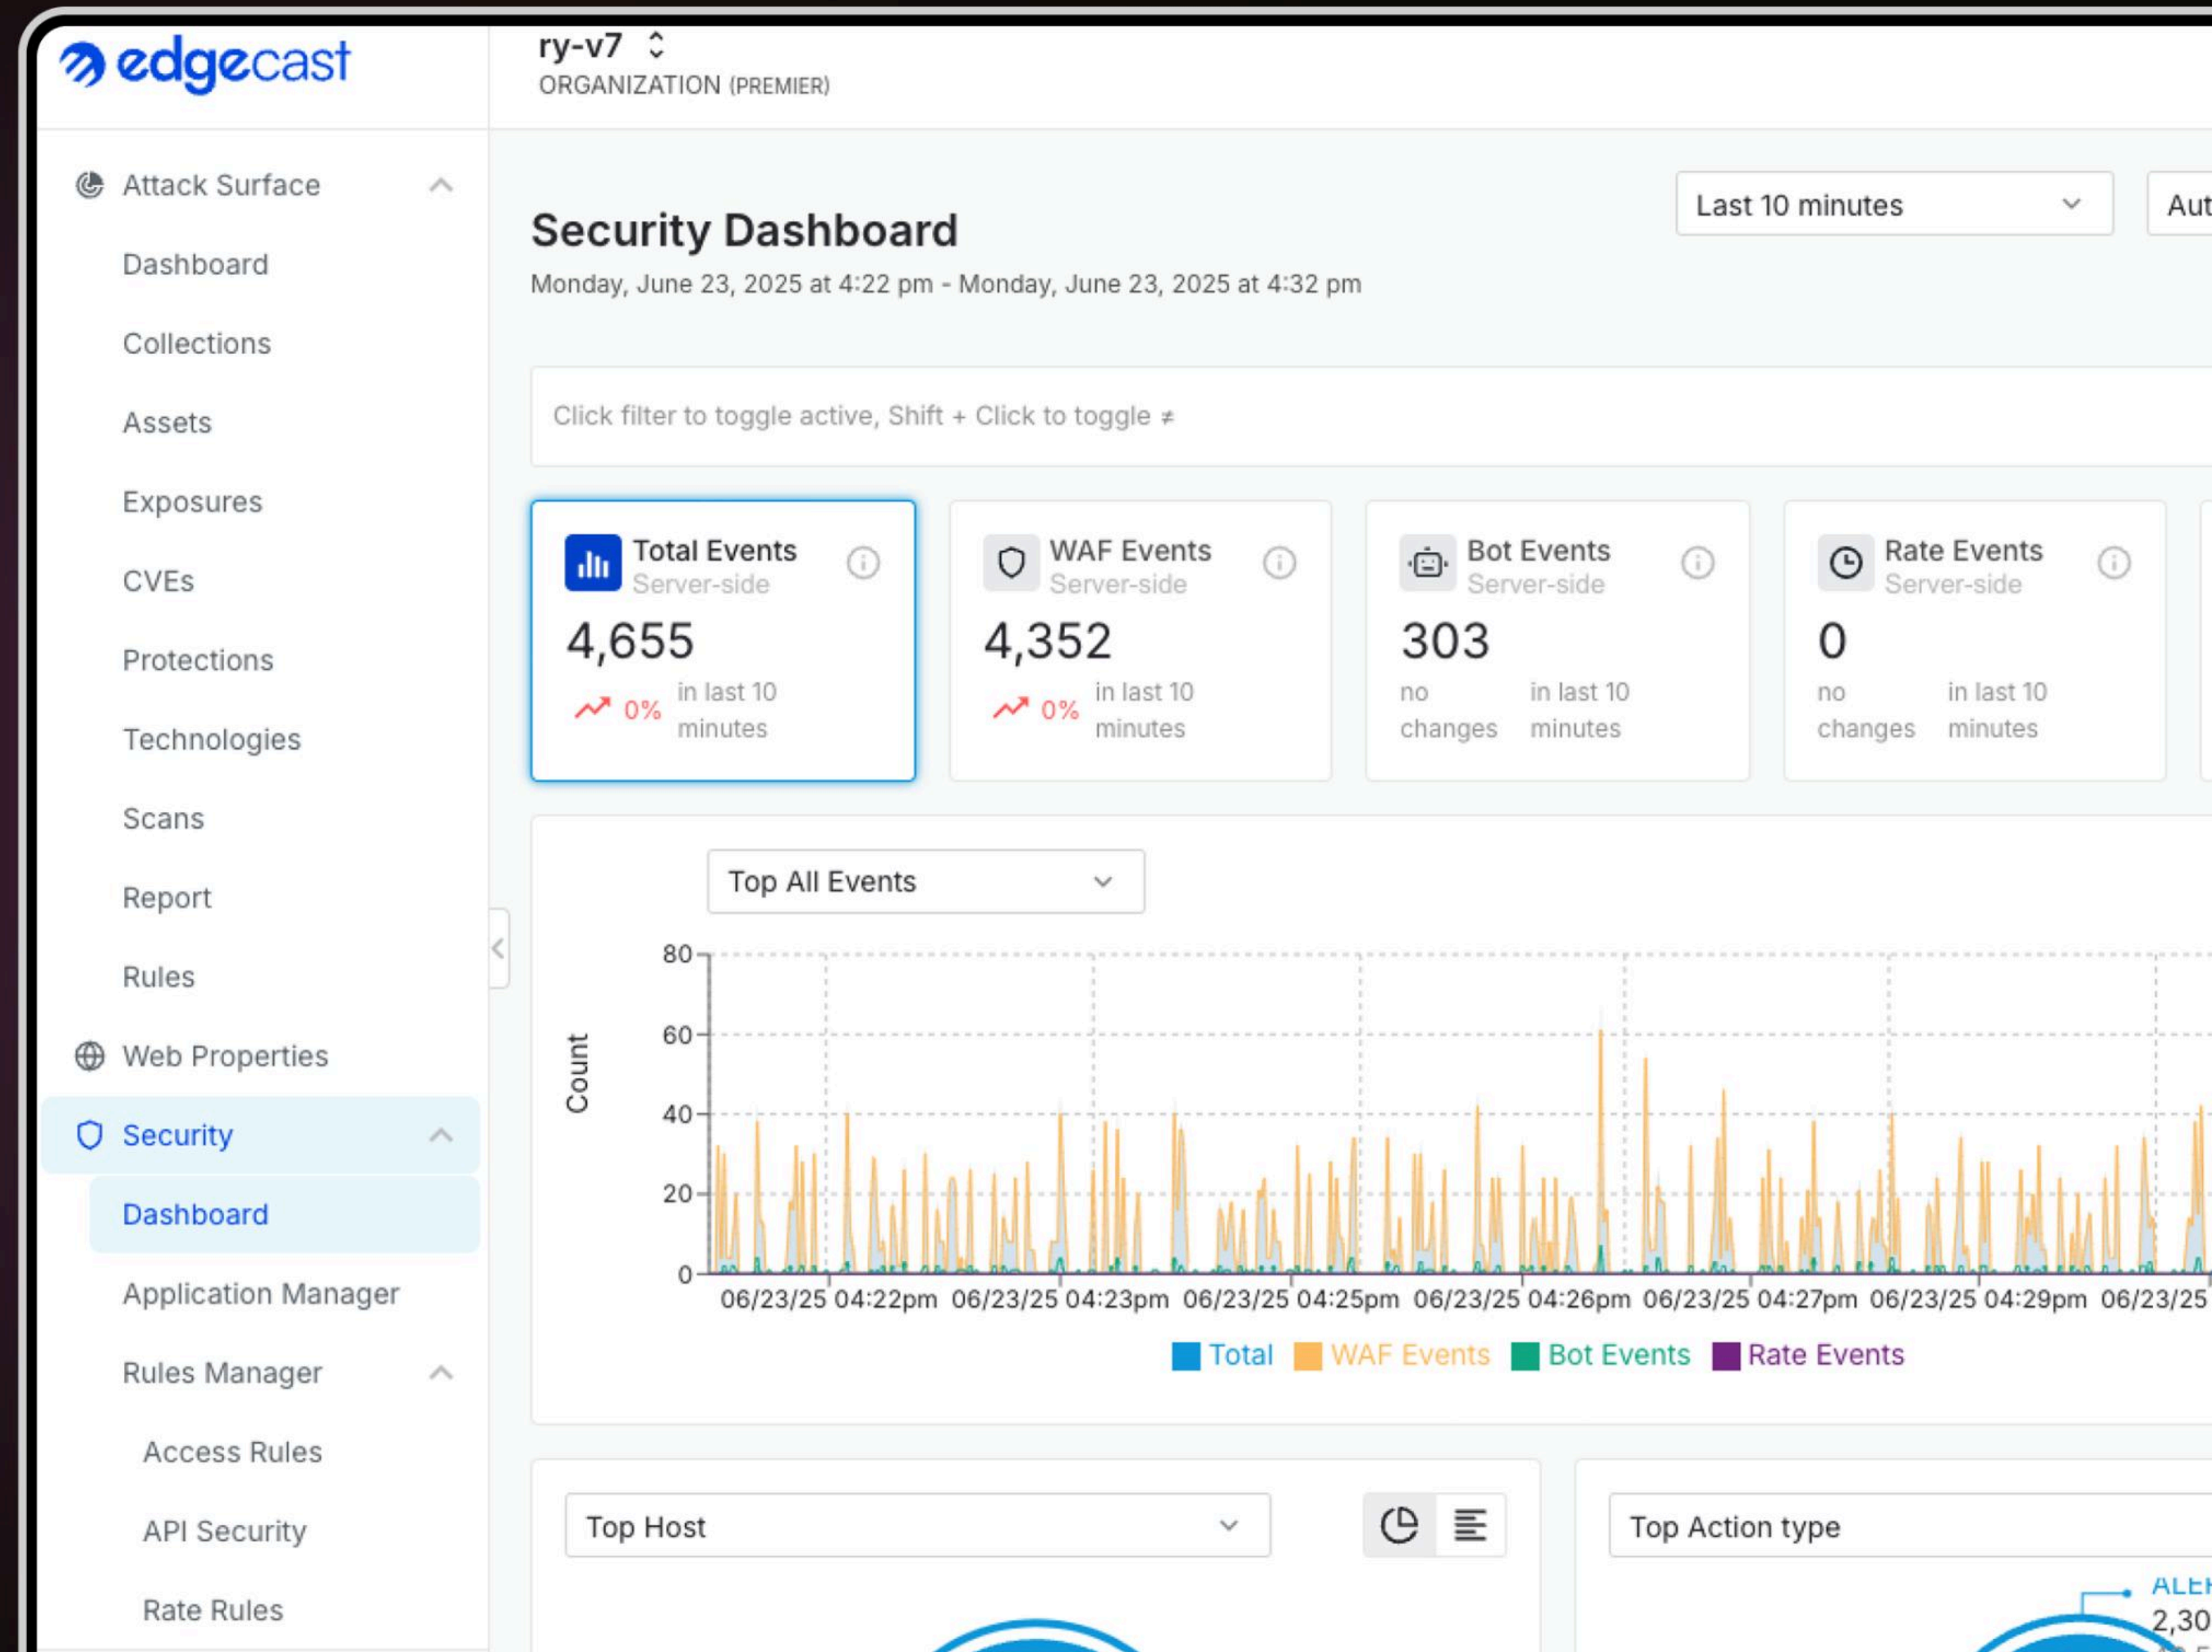 edgecast
ry-v7
ORGANIZATION (PREMIER)
Attack Surface
Dashboard
Collections
Assets
Exposures
CVEs
Protections
Technologies
Scans
Report
Rules
Web Properties
Security
Dashboard
Application Manager
Rules Manager
Access Rules
API Security
Rate Rules
Security Dashboard
Monday, June 23, 2025 at 4:22 pm - Monday, June 23, 2025 at 4:32 pm
Last 10 minutes
Click filter to toggle active, Shift + Click to toggle ≠
Total Events
Server-side
4,655
0% in last 10
minutes
WAF Events
Server-side
4,352
0% in last 10
minutes
Bot Events
Server-side
303
no changes
in last 10
minutes
Rate Events
Server-side
0
no changes
in last 10
minutes
Top All Events
Count
80
60
40
20
0
06/23/25 04:22pm 06/23/25 04:23pm 06/23/25 04:25pm 06/23/25 04:26pm 06/23/25 04:27pm 06/23/25 04:29pm 06/23/25
Total WAF Events Bot Events Rate Events
Top Host
Top Action type